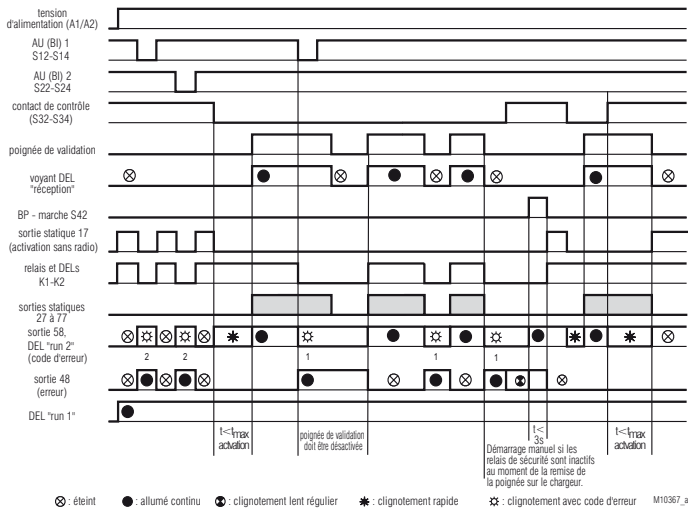 tension
d'alimentation (A1/A2)
AU (BI) 1
S12-S14
AU (BI) 2
S22-S24
contact de contrôle
(S32-S34)
poignée de validation
voyant DEL
"réception"
BP - marche S42
sortie statique 17
(activation sans radio)
relais et DELs
K1-K2
sorties statiques
27 à 77
sortie 58,
DEL "run 2"
(code d'erreur)
2 2 1 1 1
sortie 48
(erreur)
DEL "run 1"
t<tmax
actvation
poignée de validation
doit être désactivée
t<
3s
Démarrage manuel si les
relais de sécurité sont inactifs
au moment de la remise de
la poignée sur le chargeur.
t<tmax
actvation
: éteint : allumé continu : clignotement lent régulier : clignotement rapide : clignotement avec code d'erreur M10367_a